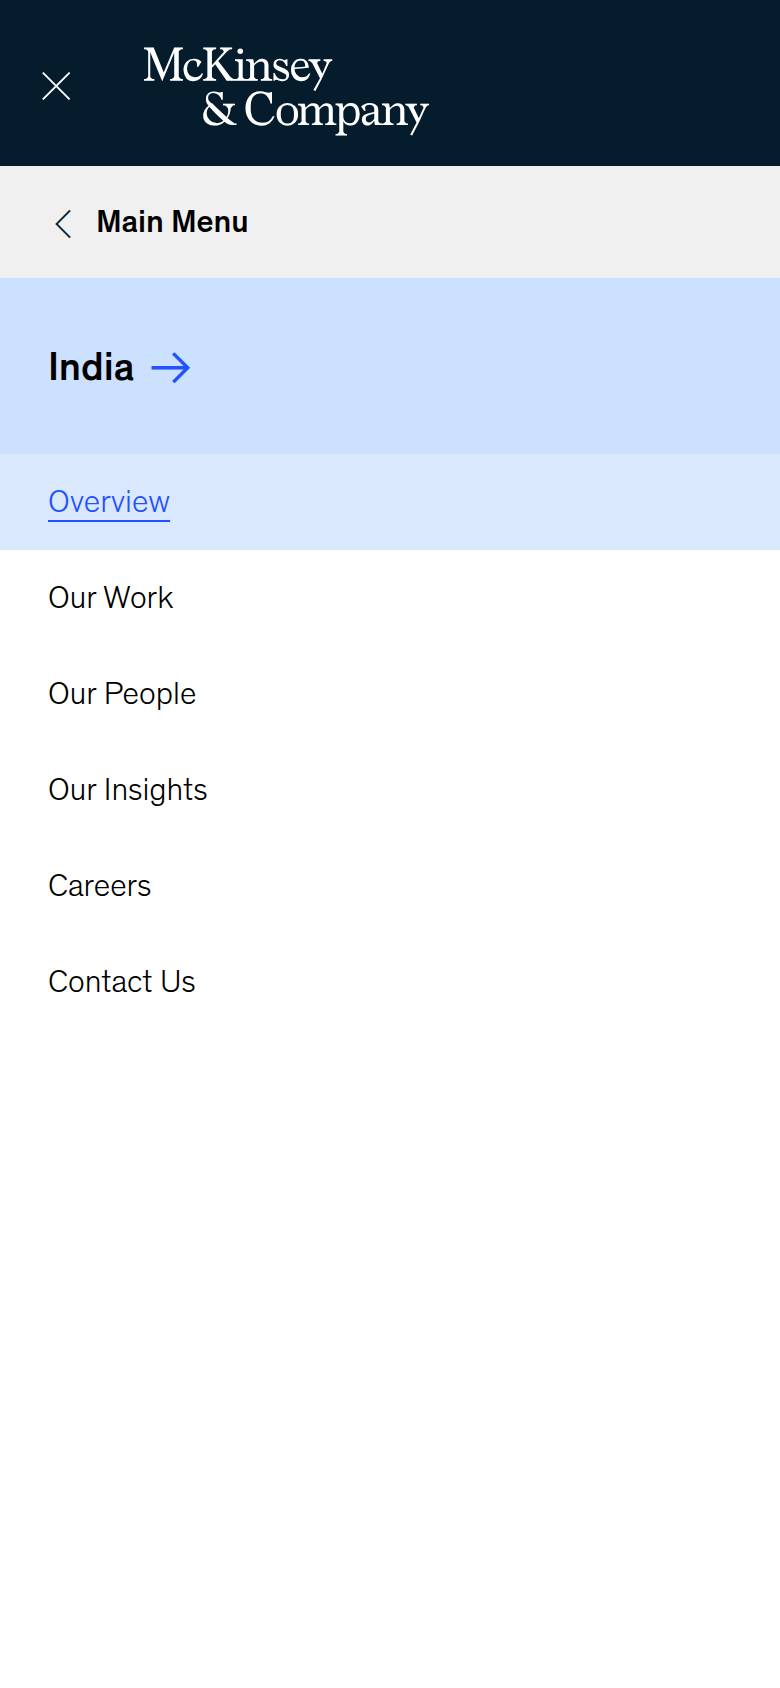 McKinsey
& Company
Main Menu
India
Overview
Our Work
Our People
Our Insights
Careers
Contact Us